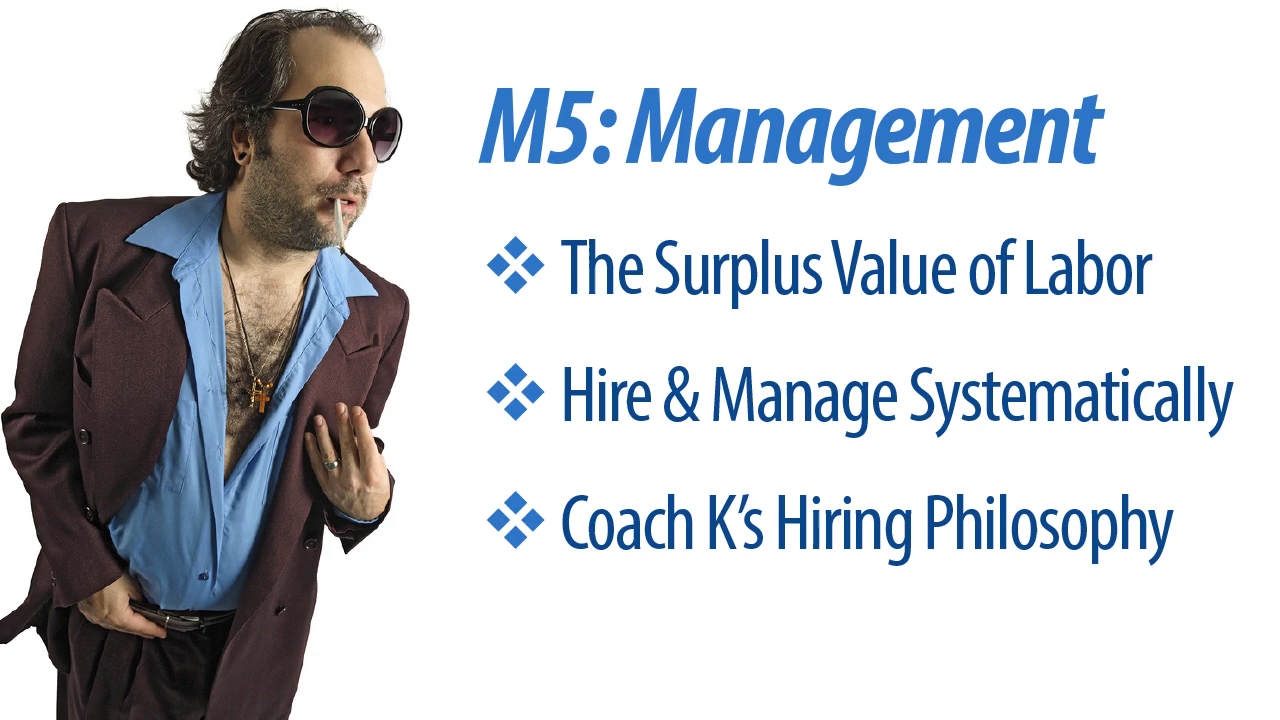 M5: Management
The Surplus Value of Labor
Hire & Manage Systematically
Coach K’s Hiring Philosophy